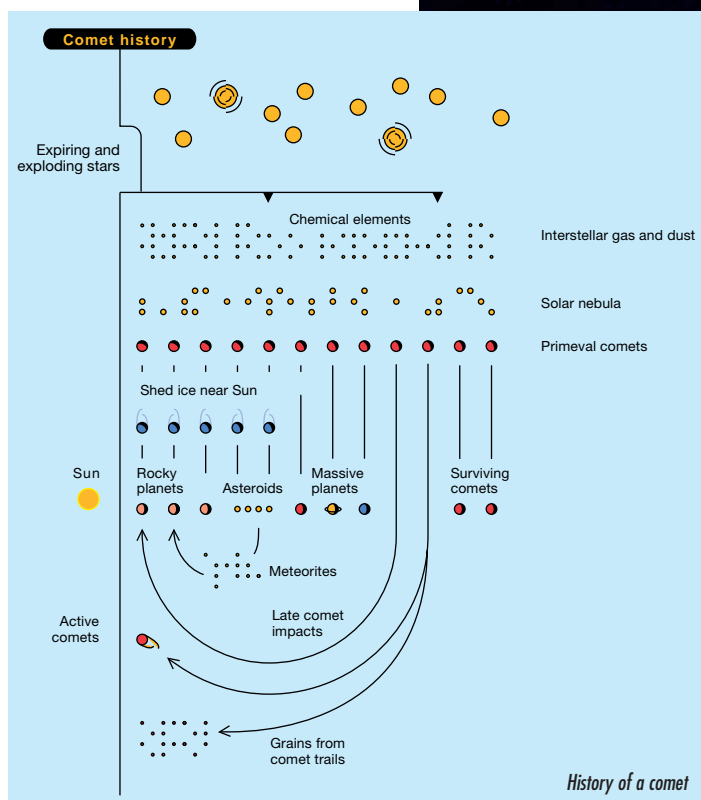 Comet history
Expiring and
exploding stars
Chemical elements
Interstellar gas and dust
Solar nebula
Primeval comets
Shed ice near Sun
Sun
Rocky
planets
Asteroids
Massive
planets
Surviving
comets
Meteorites
Late comet
impacts
Active
comets
Grains from
comet trails
History of a comet